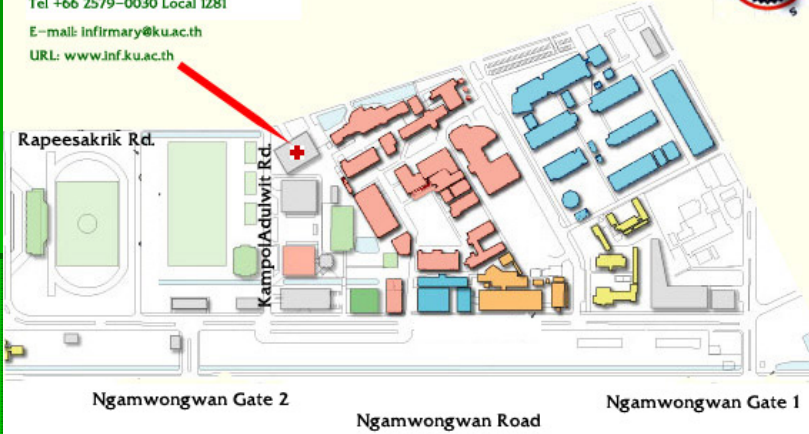 Tel +66 2579-0030 Local 1281
E-mail: infirmary@ku.ac.th
URL: www.inf.ku.ac.th
Rapeesakrik Rd.
KampolAdulwit Rd.
Ngamwongwan Gate 2
Ngamwongwan Road
Ngamwongwan Gate 1
S